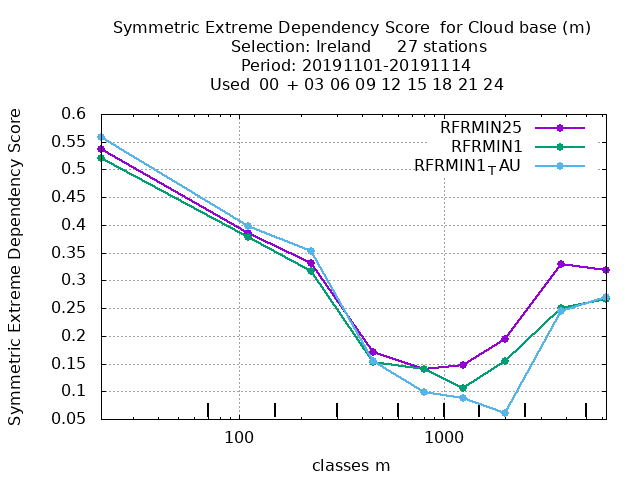 Symmetric Extreme Dependency Score for Cloud base (m)
Selection: Ireland 27 stations
Period: 20191101-20191114
Used 00 + 03 06 09 12 15 18 21 24
Symmetric Extreme Dependency Score
0.6
0.55
0.5
0.45
0.4
0.35
0.3
0.25
0.2
0.15
0.1
0.05
RFRMIN25
RFRMIN1
RFRMIN1TAU
100 1000
classes m